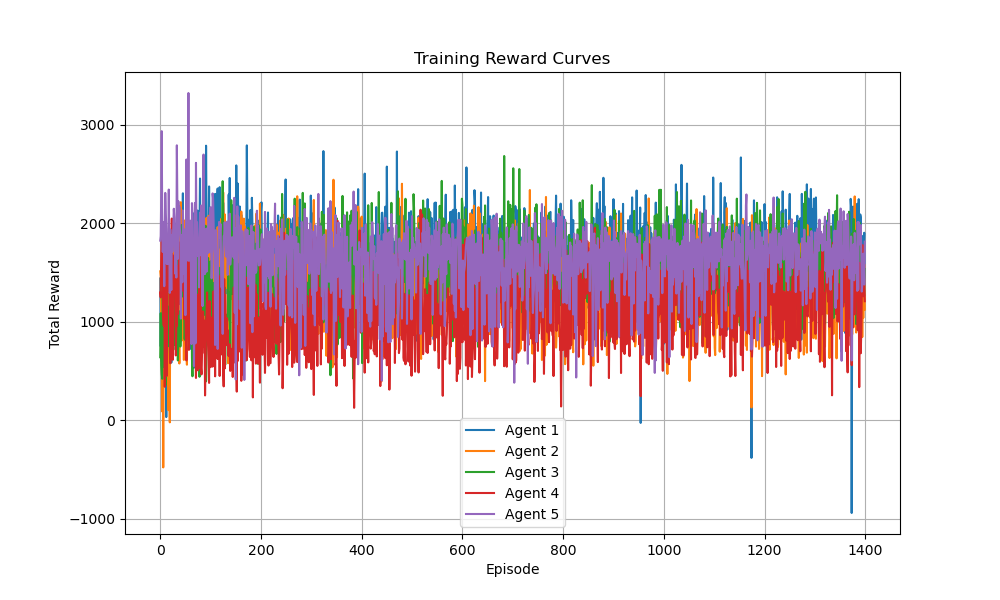 Training Reward Curves
Total Reward
3000
2000
1000
0
−1000
Agent 1
Agent 2
Agent 3
Agent 4
Agent 5
0 200 400 600 800 1000 1200 1400
Episode